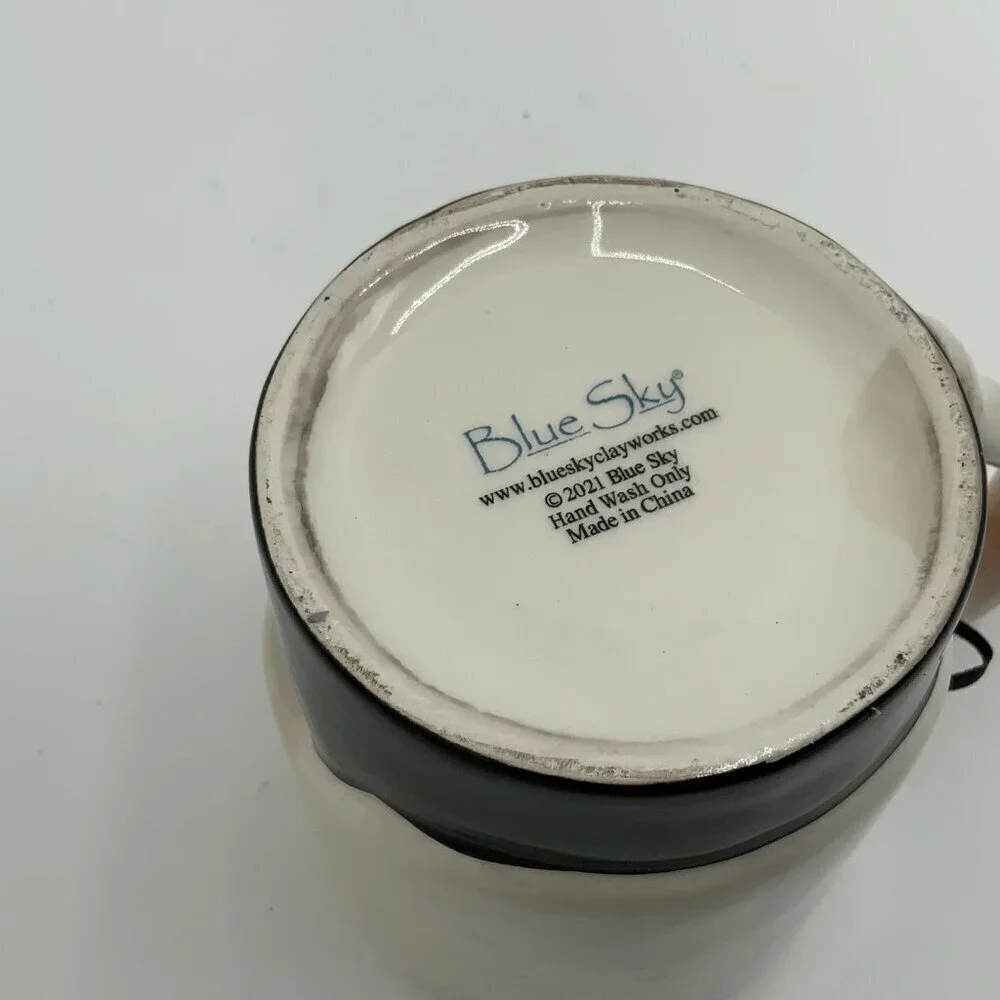 Blue Sky®
www.blueskyclayworks.com
© 2021 Blue Sky
Hand Wash Only
Made in China